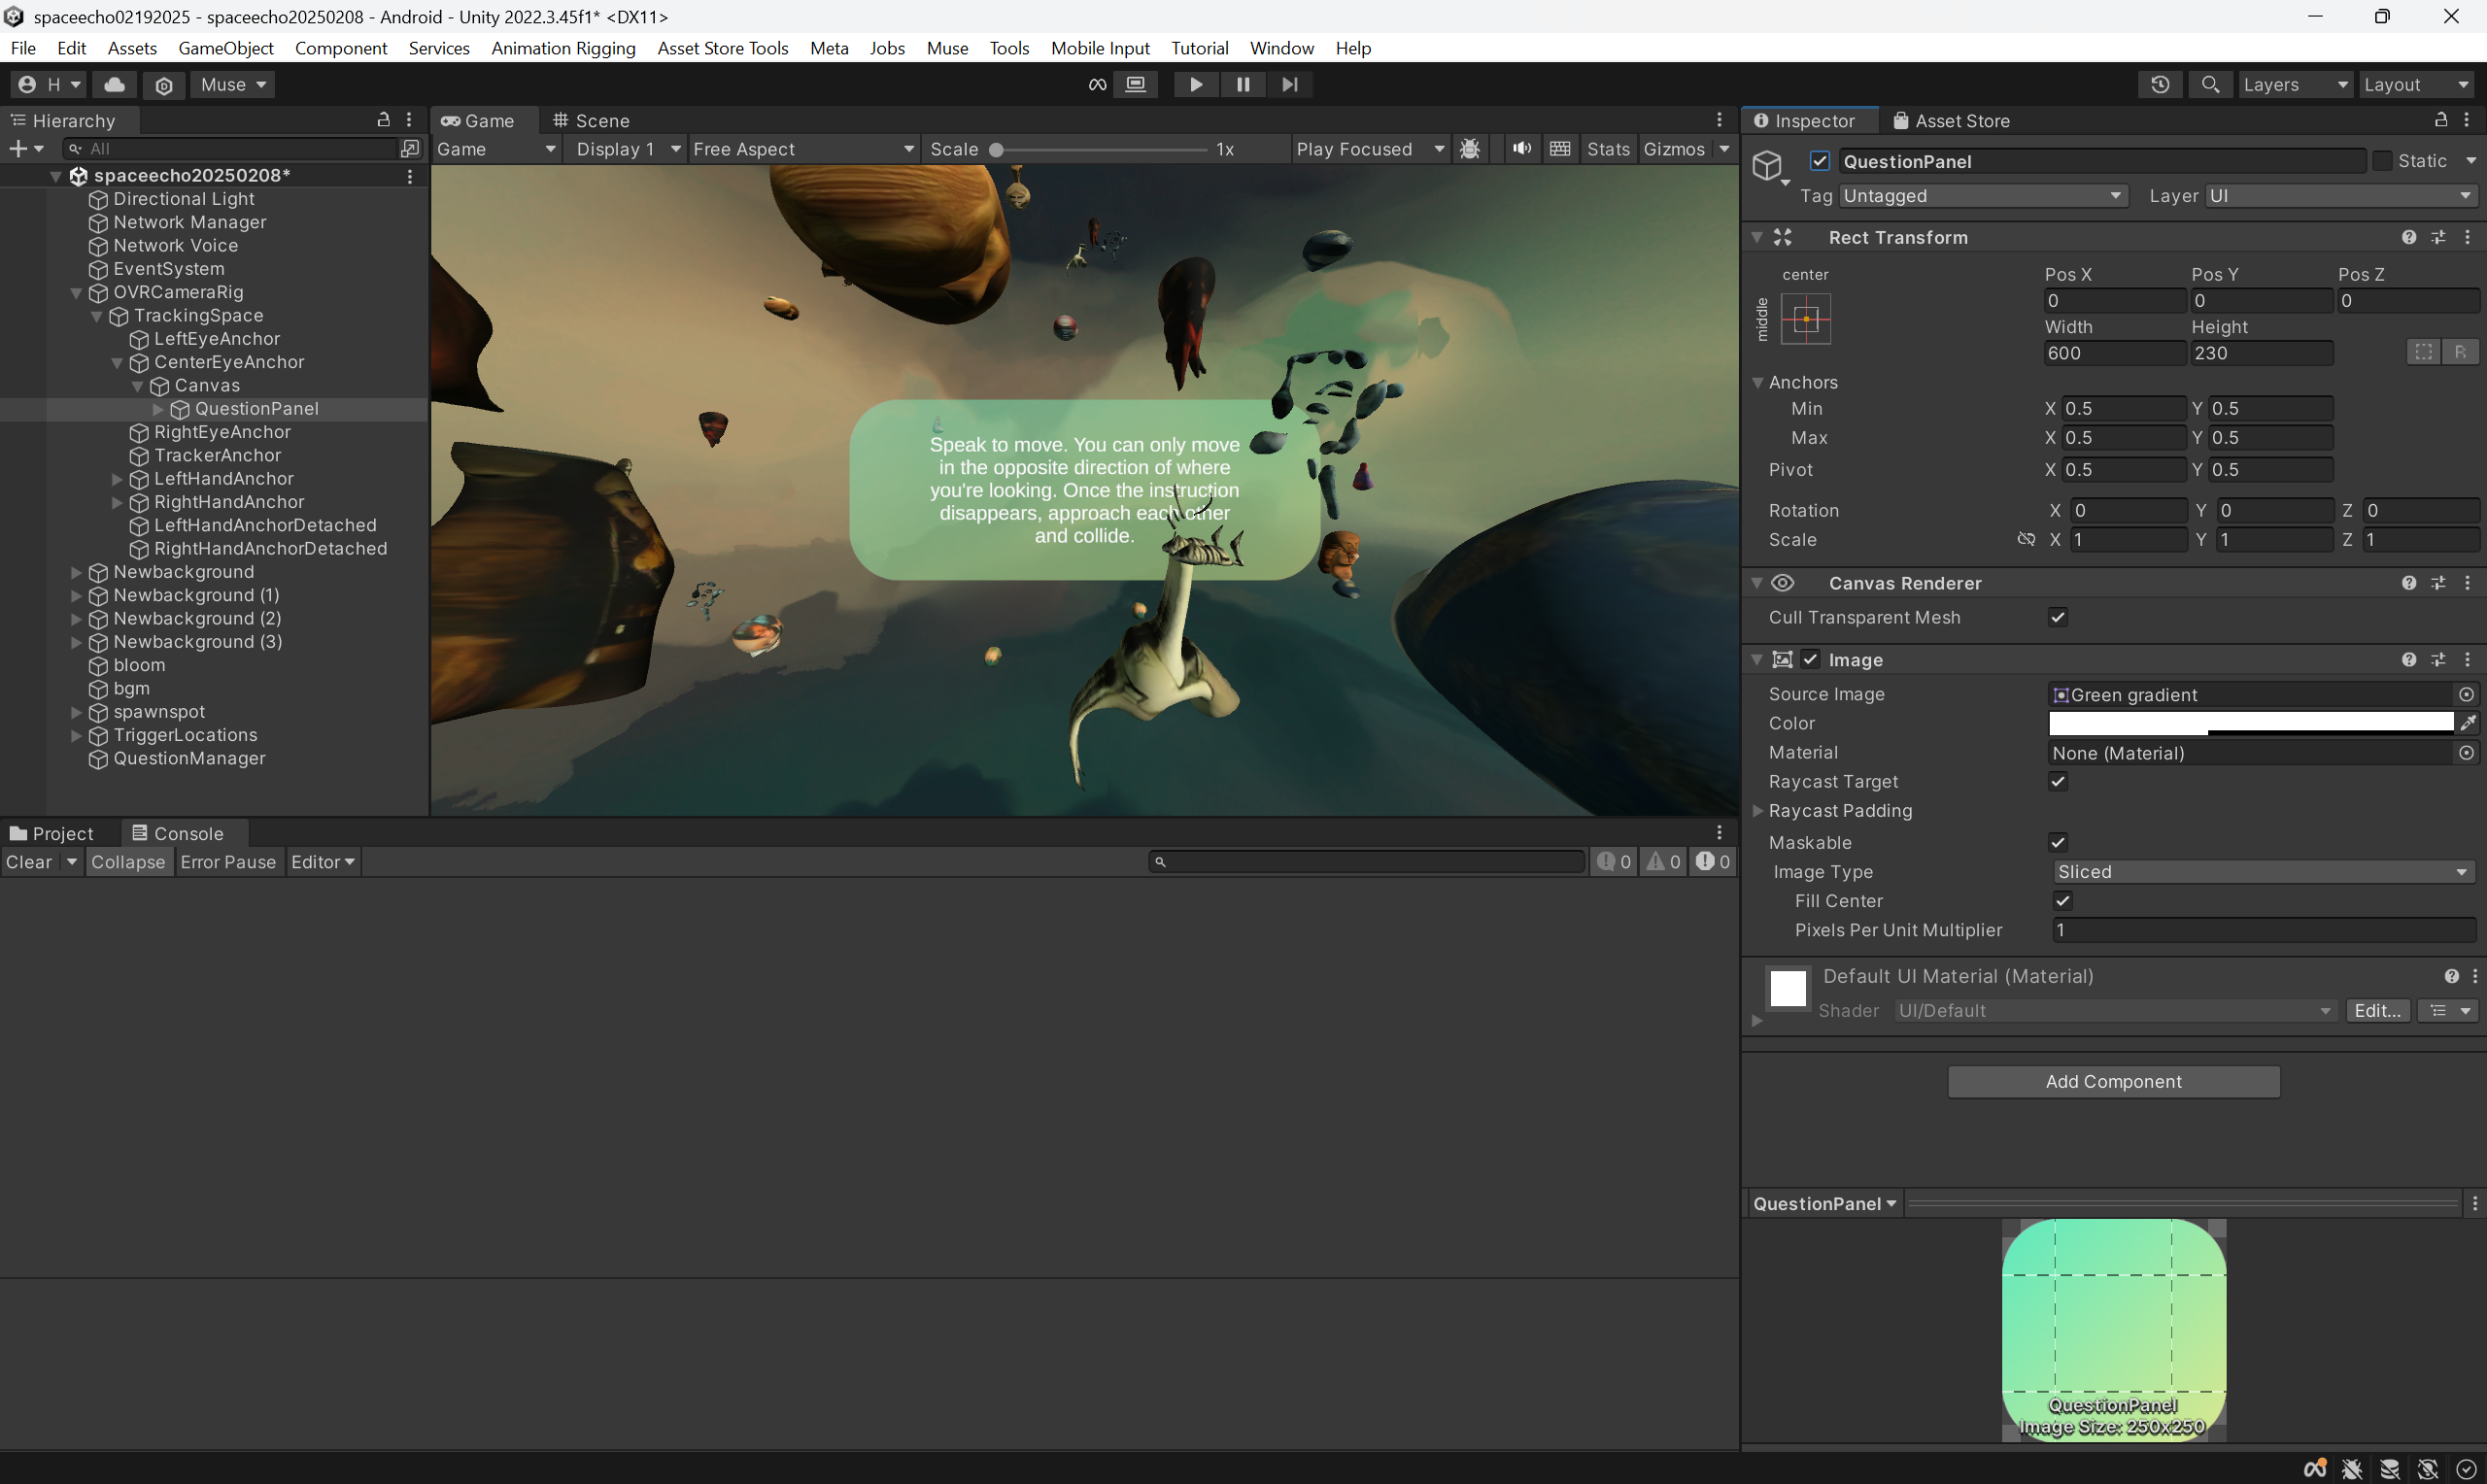 spaceecho02192025 - spaceecho20250208 - Android - Unity 2022.3.45f1* <DX11>
File Edit Assets GameObject Component Services Animation Rigging Asset Store Tools Meta Jobs Muse Tools Mobile Input Tutorial Window Help
H Muse Layers Layout
Hierarchy
All
spaceecho20250208*
Directional Light
Network Manager
Network Voice
EventSystem
OVRCameraRig
TrackingSpace
LeftEyeAnchor
CenterEyeAnchor
Canvas
QuestionPanel
RightEyeAnchor
TrackerAnchor
LeftHandAnchor
RightHandAnchor
LeftHandAnchorDetached
RightHandAnchorDetached
Newbackground
Newbackground (1)
Newbackground (2)
Newbackground (3)
bloom
bgm
spawnspot
TriggerLocations
QuestionManager
Game Scene
Game Display 1 Free Aspect Scale 1x Play Focused Stats Gizmos
Speak to move. You can only move
in the opposite direction of where
you're looking. Once the instruction
disappears, approach each other
and collide.
Project Console
Clear Collapse Error Pause Editor 0 0 0
Inspector Asset Store
QuestionPanel Static
Tag Untagged Layer UI
Rect Transform
center
middle
Pos X Pos Y Pos Z
0 0 0
Width Height
600 230
R
Anchors
Min X 0.5 Y 0.5
Max X 0.5 Y 0.5
Pivot X 0.5 Y 0.5
Rotation X 0 Y 0 Z 0
Scale X 1 Y 1 Z 1
Canvas Renderer
Cull Transparent Mesh
Image
Source Image Green gradient
Color
Material None (Material)
Raycast Target
Raycast Padding
Maskable
Image Type Sliced
Fill Center
Pixels Per Unit Multiplier 1
Default UI Material (Material)
Shader UI/Default Edit...
Add Component
QuestionPanel
QuestionPanel
Image Size: 250x250